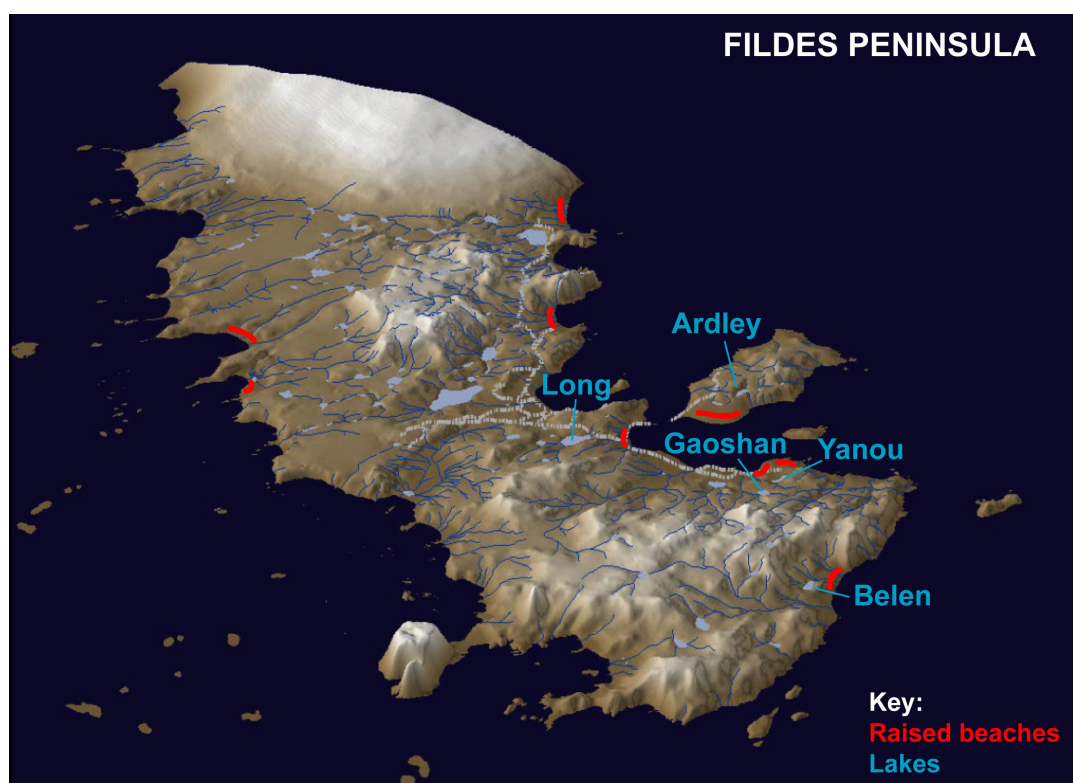 FILDES PENINSULA
Ardley
Long
Gaoshan
Yanou
Belen
Key:
Raised beaches
Lakes